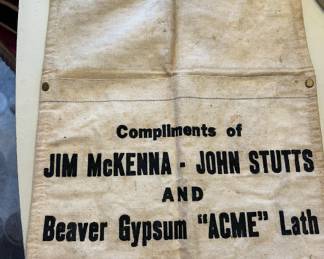 Compliments of
JIM McKENNA - JOHN STUTTS
AND
Beaver Gypsum "ACME" Lath